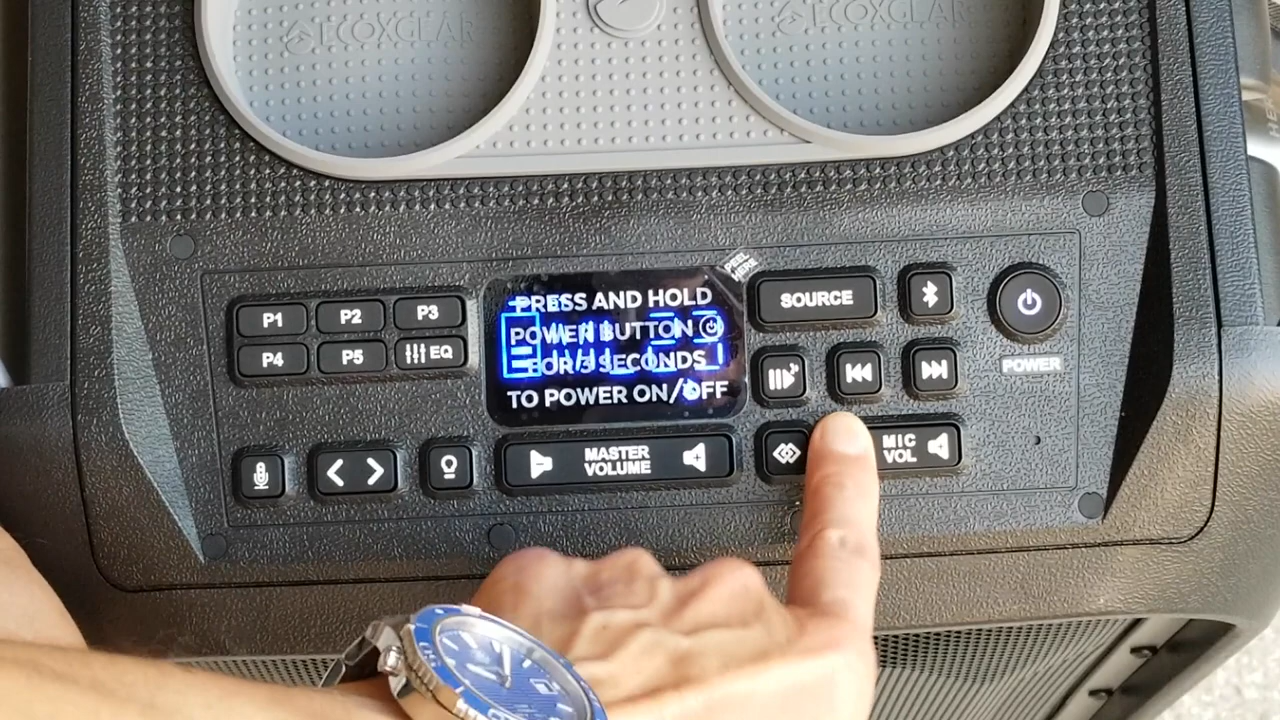 ECOXGEAR
ECOXGEAR
PEEL
HERE
PRESS AND HOLD
POWER BUTTON
FOR 3 SECONDS
TO POWER ON/OFF
P1
P2
P3
P4
P5
EQ
SOURCE
POWER
MASTER
VOLUME
MIC
VOL